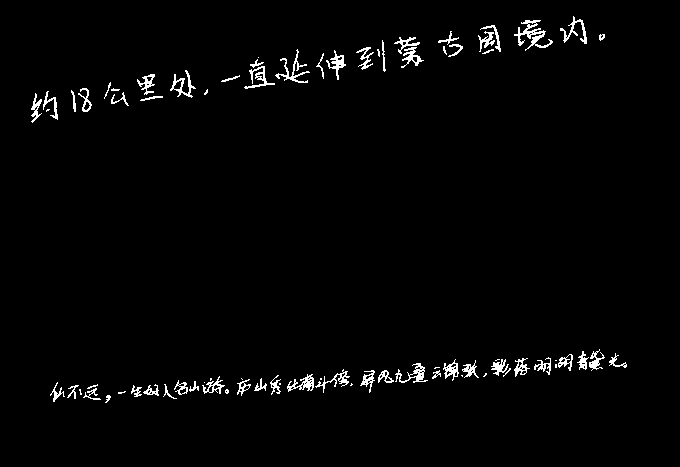 约18公里处，一直延伸到蒙古国境内。
仙不远，一生好入名山游。庐山秀出南斗傍，屏风九叠云锦张，影落明湖青黛光。